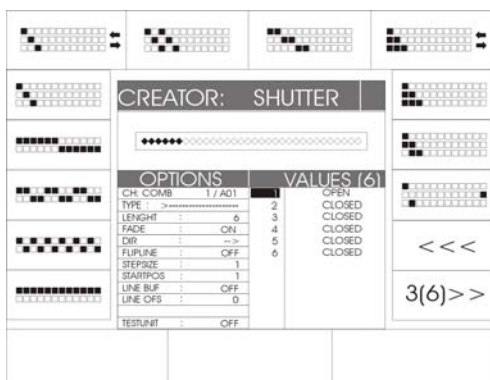 CREATOR: SHUTTER
OPTIONS
CH: COMB 1 / A01
TYPE : >--------------------
LENGHT : 6
FADE : ON
DIR : -->
FLIPLINE : OFF
STEPSIZE : 1
STARTPOS : 1
LINE BUF : OFF
LINE OFS : 0
TESTUNIT : OFF
VALUES (6)
1 OPEN
2 CLOSED
3 CLOSED
4 CLOSED
5 CLOSED
6 CLOSED
<<<
3(6)>>